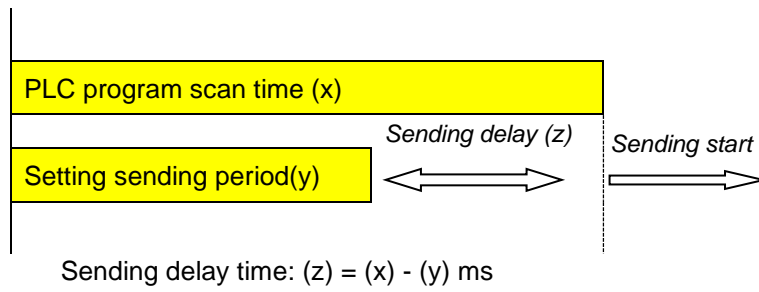 PLC program scan time (x)
Sending delay (z)
Sending start
Setting sending period(y)
Sending delay time: (z) = (x) - (y) ms